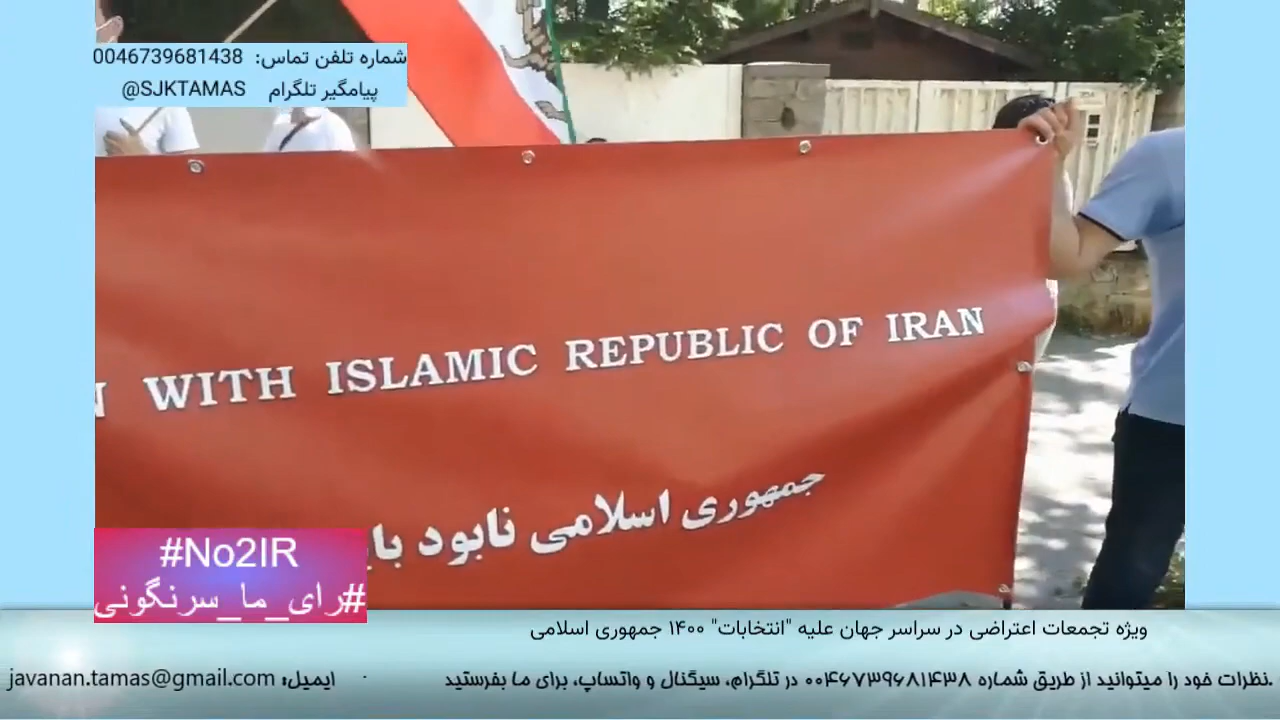 شماره تلفن تماس: 0046739681438
پیامگیر تلگرام @SJKTAMAS
WITH ISLAMIC REPUBLIC OF IRAN
جمهوری اسلامی نابود
#No2IR
#رای_ما_سرنگونی
ویژه تجمعات اعتراضی در سراسر جهان علیه "انتخابات" ۱۴۰۰ جمهوری اسلامی
نظرات خود را میتوانید از طریق شماره ۰۰۴۶۷۳۹۶۸۱۴۳۸ در تلگرام، سیگنال و واتساپ، برای ما بفرستید. · ایمیل: javanan.tamas@gmail.com